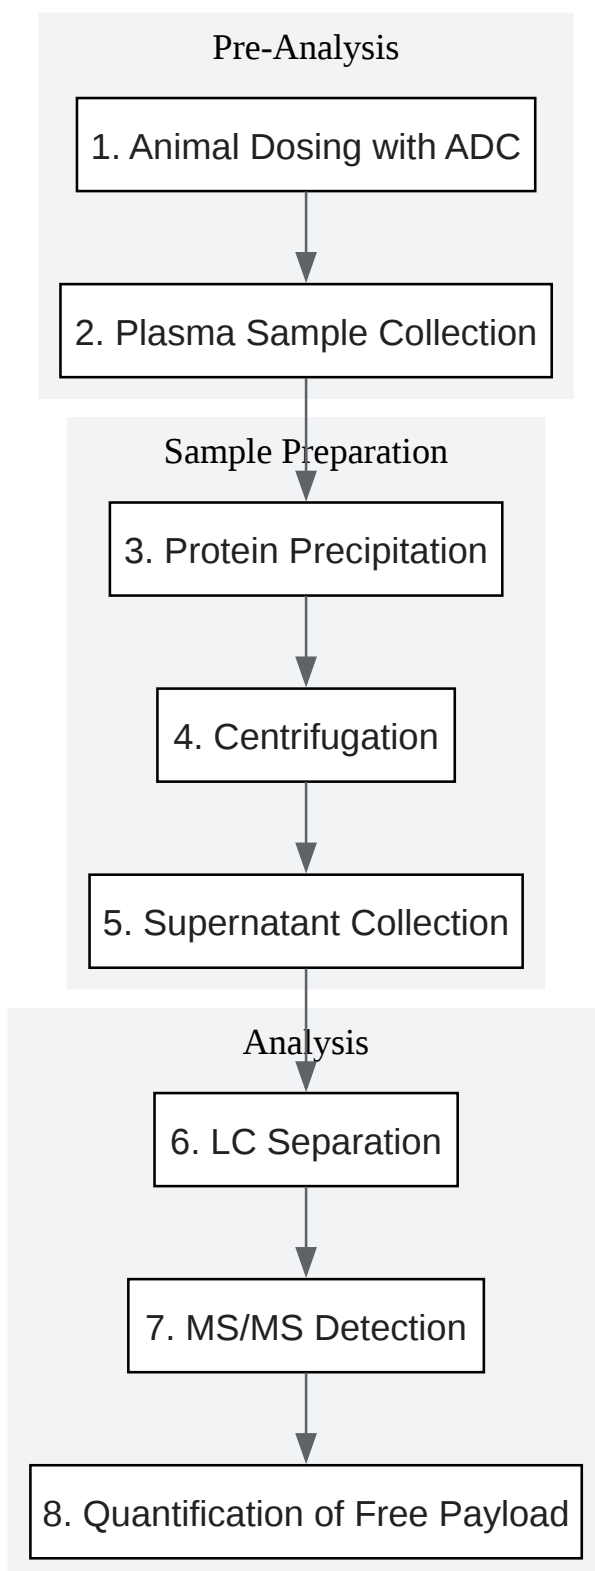 Pre-Analysis
1. Animal Dosing with ADC
2. Plasma Sample Collection
Sample Preparation
3. Protein Precipitation
4. Centrifugation
5. Supernatant Collection
Analysis
6. LC Separation
7. MS/MS Detection
8. Quantification of Free Payload